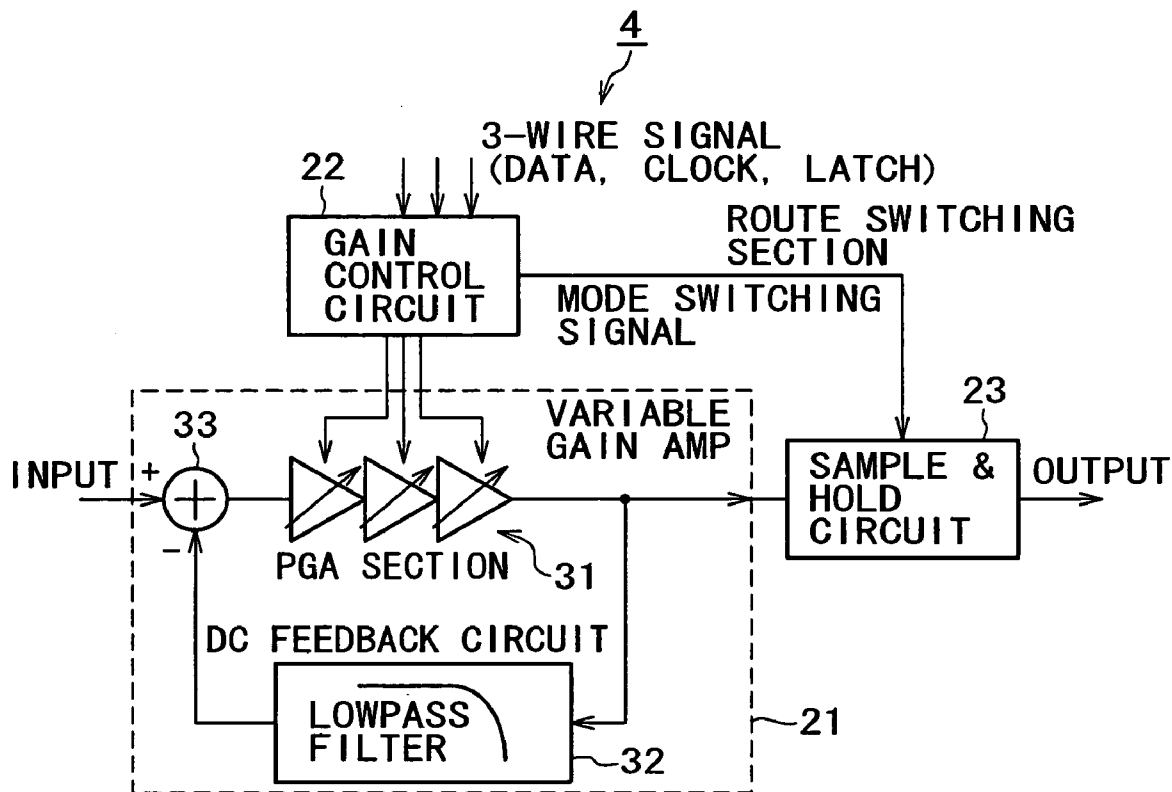 4
3-WIRE SIGNAL
(DATA, CLOCK, LATCH)
22
GAIN
CONTROL
CIRCUIT
ROUTE SWITCHING
SECTION
MODE SWITCHING
SIGNAL
33
VARIABLE
GAIN AMP
23
INPUT
+
-
SAMPLE &
HOLD
CIRCUIT
OUTPUT
PGA SECTION
31
DC FEEDBACK CIRCUIT
LOWPASS
FILTER
32
21